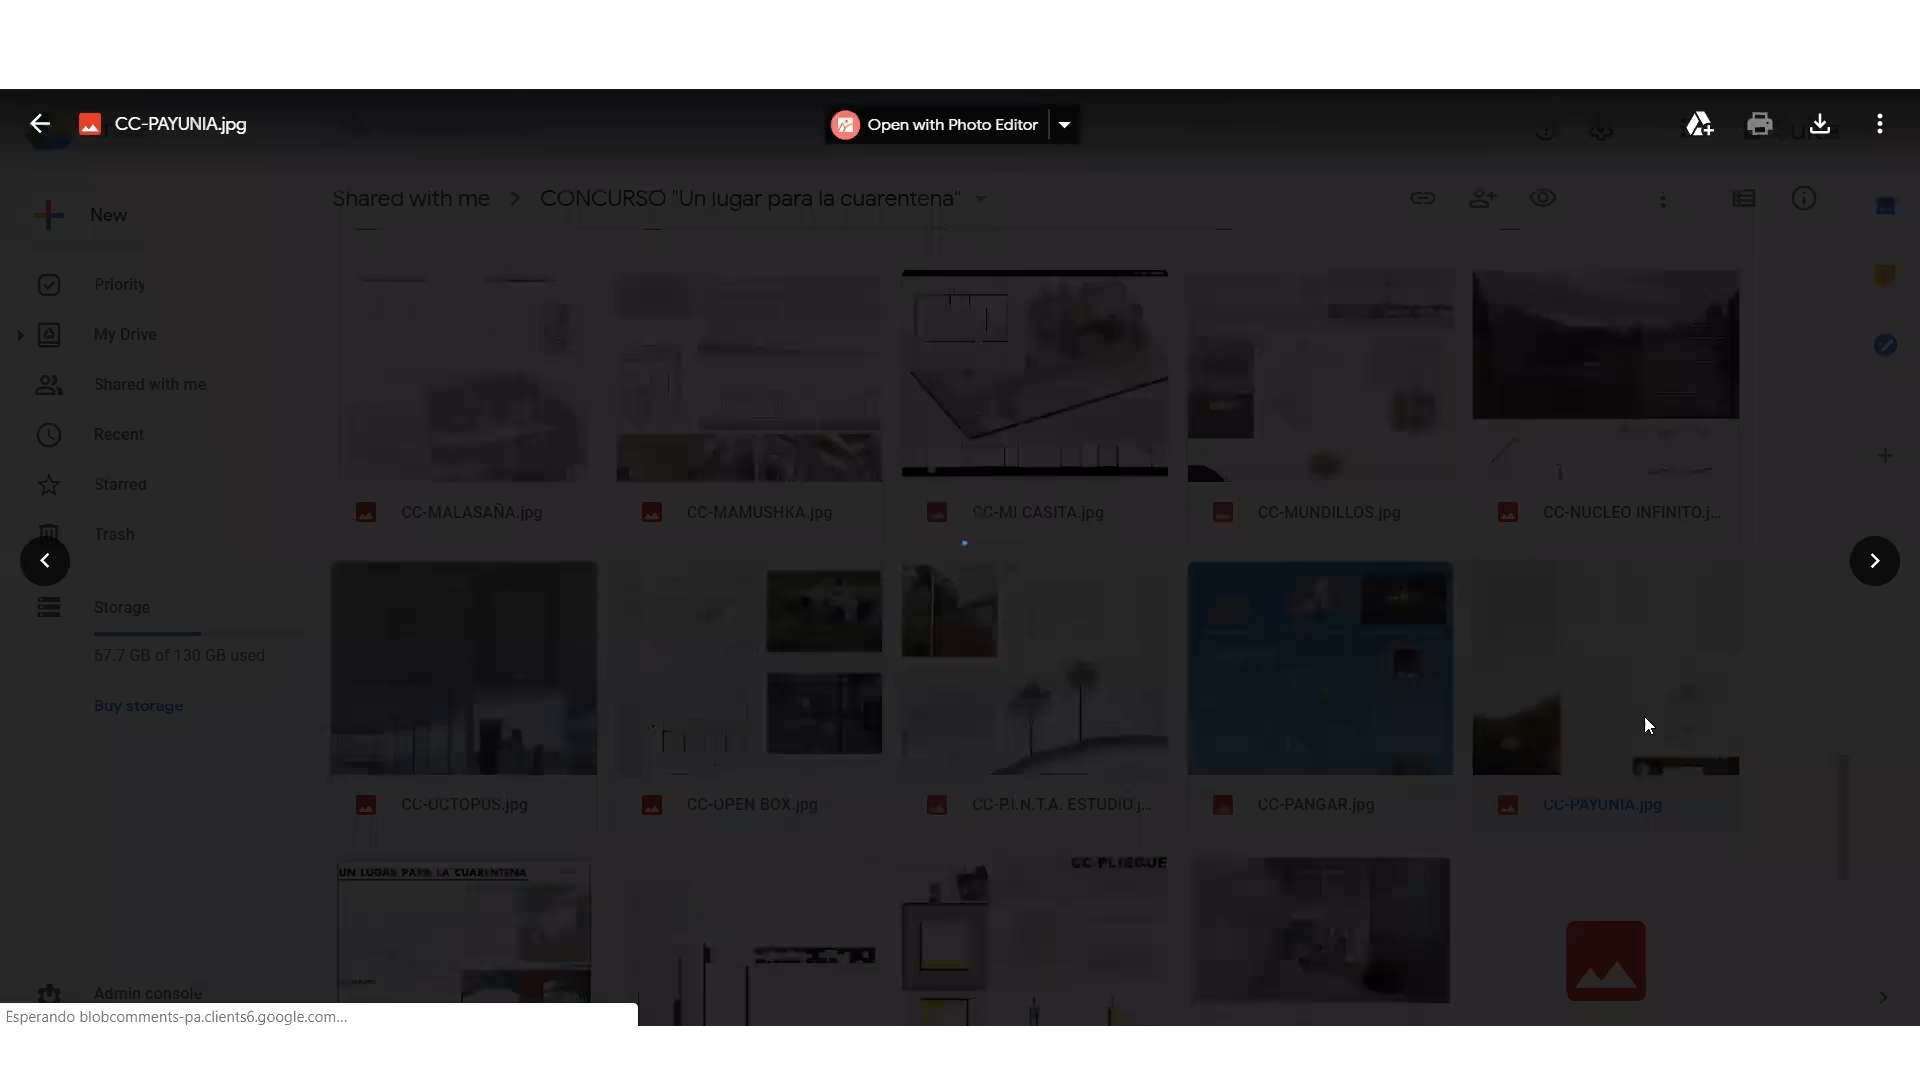 CC-PAYUNIA.jpg
Open with Photo Editor
Shared with me
CONCURSO "Un lugar para la cuarentena"
New
Priority
My Drive
Shared with me
Recent
Starred
Trash
Storage
67.7 GB of 130 GB used
Buy storage
Admin console
CC-MALASAÑA.jpg
CC-MAMUSHKA.jpg
CC-MI CASITA.jpg
CC-MUNDILLOS.jpg
CC-NUCLEO INFINITO.j...
CC-OCTOPUS.jpg
CC-OPEN BOX.jpg
CC-P.I.N.T.A. ESTUDIO.j...
CC-PANGAR.jpg
CC-PAYUNIA.jpg
UN LUGAR PARA LA CUARENTENA
CC-PLIEGUE
Esperando blobcomments-pa.clients6.google.com...